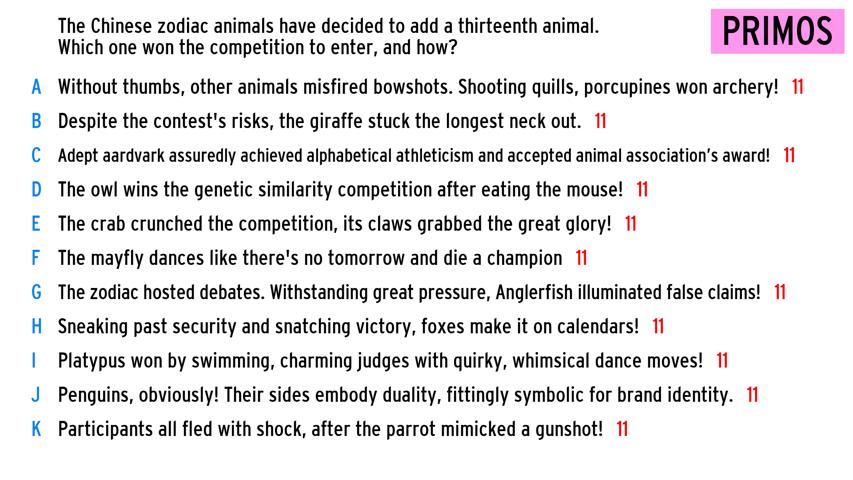 The Chinese zodiac animals have decided to add a thirteenth animal.
Which one won the competition to enter, and how?
PRIMOS
A Without thumbs, other animals misfired bowshots. Shooting quills, porcupines won archery! 11
B Despite the contest's risks, the giraffe stuck the longest neck out. 11
C Adept aardvark assuredly achieved alphabetical athleticism and accepted animal association's award! 11
D The owl wins the genetic similarity competition after eating the mouse! 11
E The crab crunched the competition, its claws grabbed the great glory! 11
F The mayfly dances like there's no tomorrow and die a champion 11
G The zodiac hosted debates. Withstanding great pressure, Anglerfish illuminated false claims! 11
H Sneaking past security and snatching victory, foxes make it on calendars! 11
I Platypus won by swimming, charming judges with quirky, whimsical dance moves! 11
J Penguins, obviously! Their sides embody duality, fittingly symbolic for brand identity. 11
K Participants all fled with shock, after the parrot mimicked a gunshot! 11